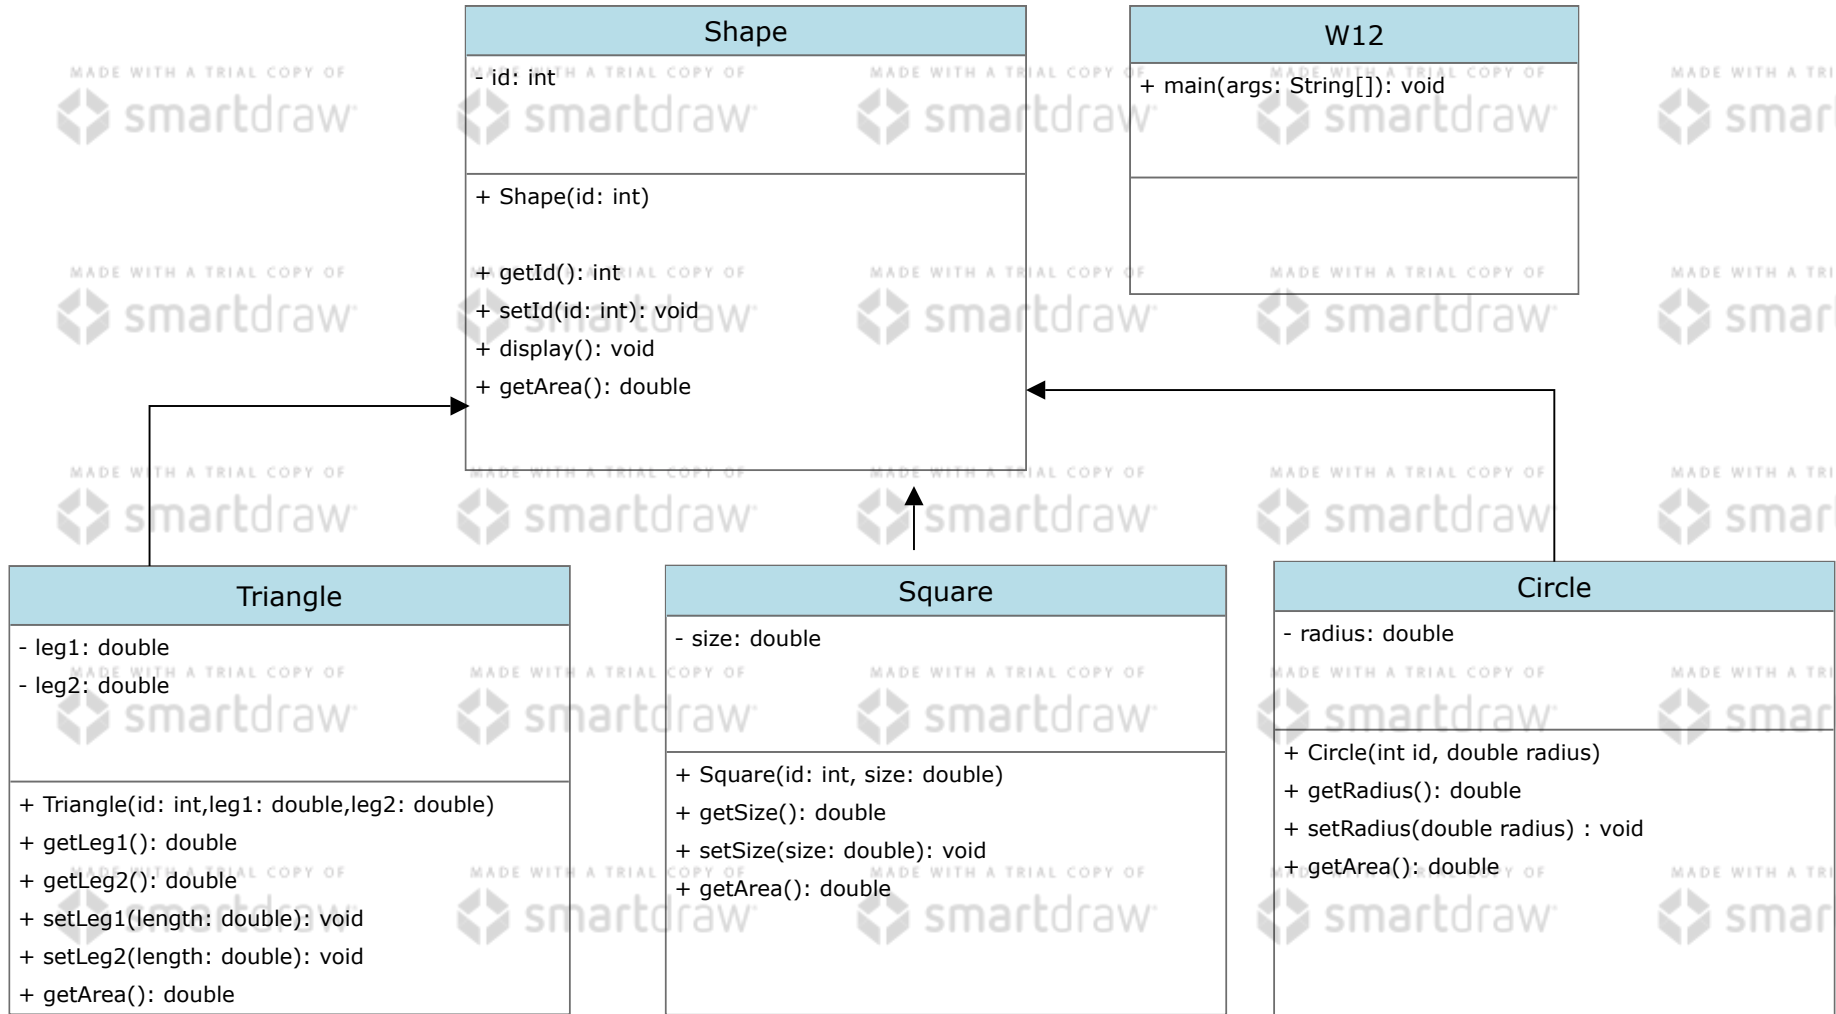 Shape
- id: int
+ Shape(id: int)
+ getId(): int
+ setId(id: int): void
+ display(): void
+ getArea(): double
W12
+ main(args: String[]): void
Triangle
- leg1: double
- leg2: double
+ Triangle(id: int,leg1: double,leg2: double)
+ getLeg1(): double
+ getLeg2(): double
+ setLeg1(length: double): void
+ setLeg2(length: double): void
+ getArea(): double
Square
- size: double
+ Square(id: int, size: double)
+ getSize(): double
+ setSize(size: double): void
+ getArea(): double
Circle
- radius: double
+ Circle(int id, double radius)
+ getRadius(): double
+ setRadius(double radius) : void
+ getArea(): double
MADE WITH A TRIAL COPY OF
smartdraw